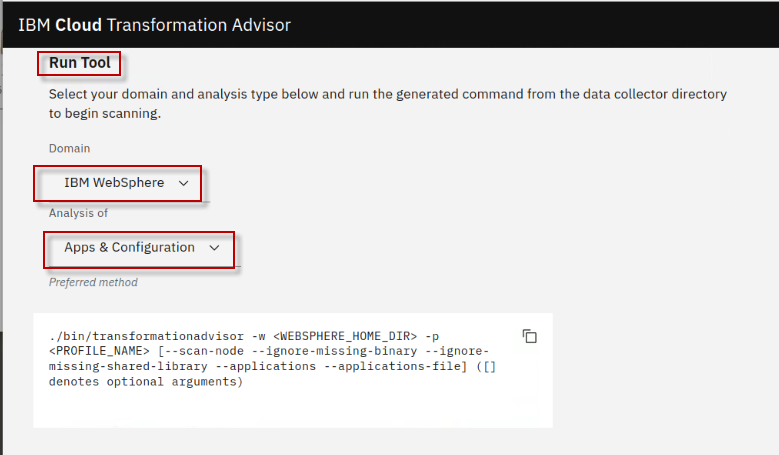 IBM Cloud Transformation Advisor
Run Tool
Select your domain and analysis type below and run the generated command from the data collector directory
to begin scanning.
Domain
IBM WebSphere
Analysis of
Apps & Configuration
Preferred method
./bin/transformationadvisor -w <WEBSPHERE_HOME_DIR> -p
<PROFILE_NAME> [--scan-node --ignore-missing-binary --ignore-
missing-shared-library --applications --applications-file] ([]
denotes optional arguments)